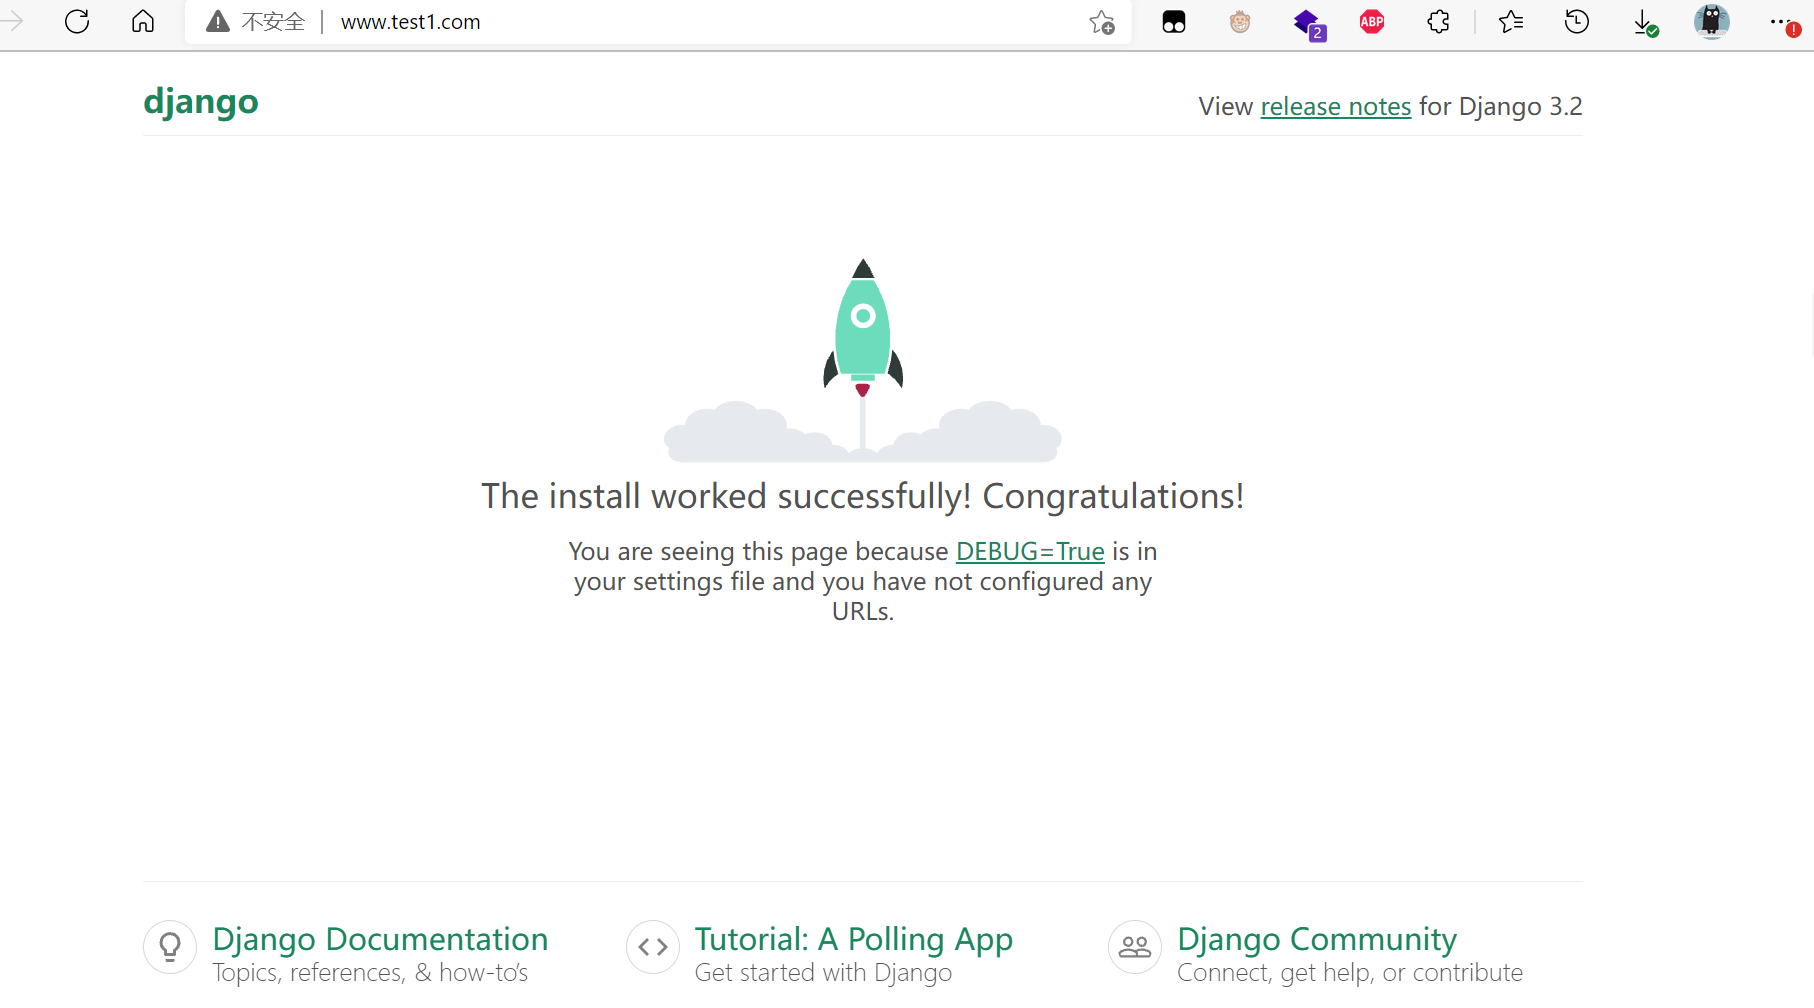 不安全 | www.test1.com
2
ABP
!
django
View release notes for Django 3.2
The install worked successfully! Congratulations!
You are seeing this page because DEBUG=True is in
your settings file and you have not configured any
URLs.
Django Documentation
Topics, references, & how-to’s
Tutorial: A Polling App
Get started with Django
Django Community
Connect, get help, or contribute